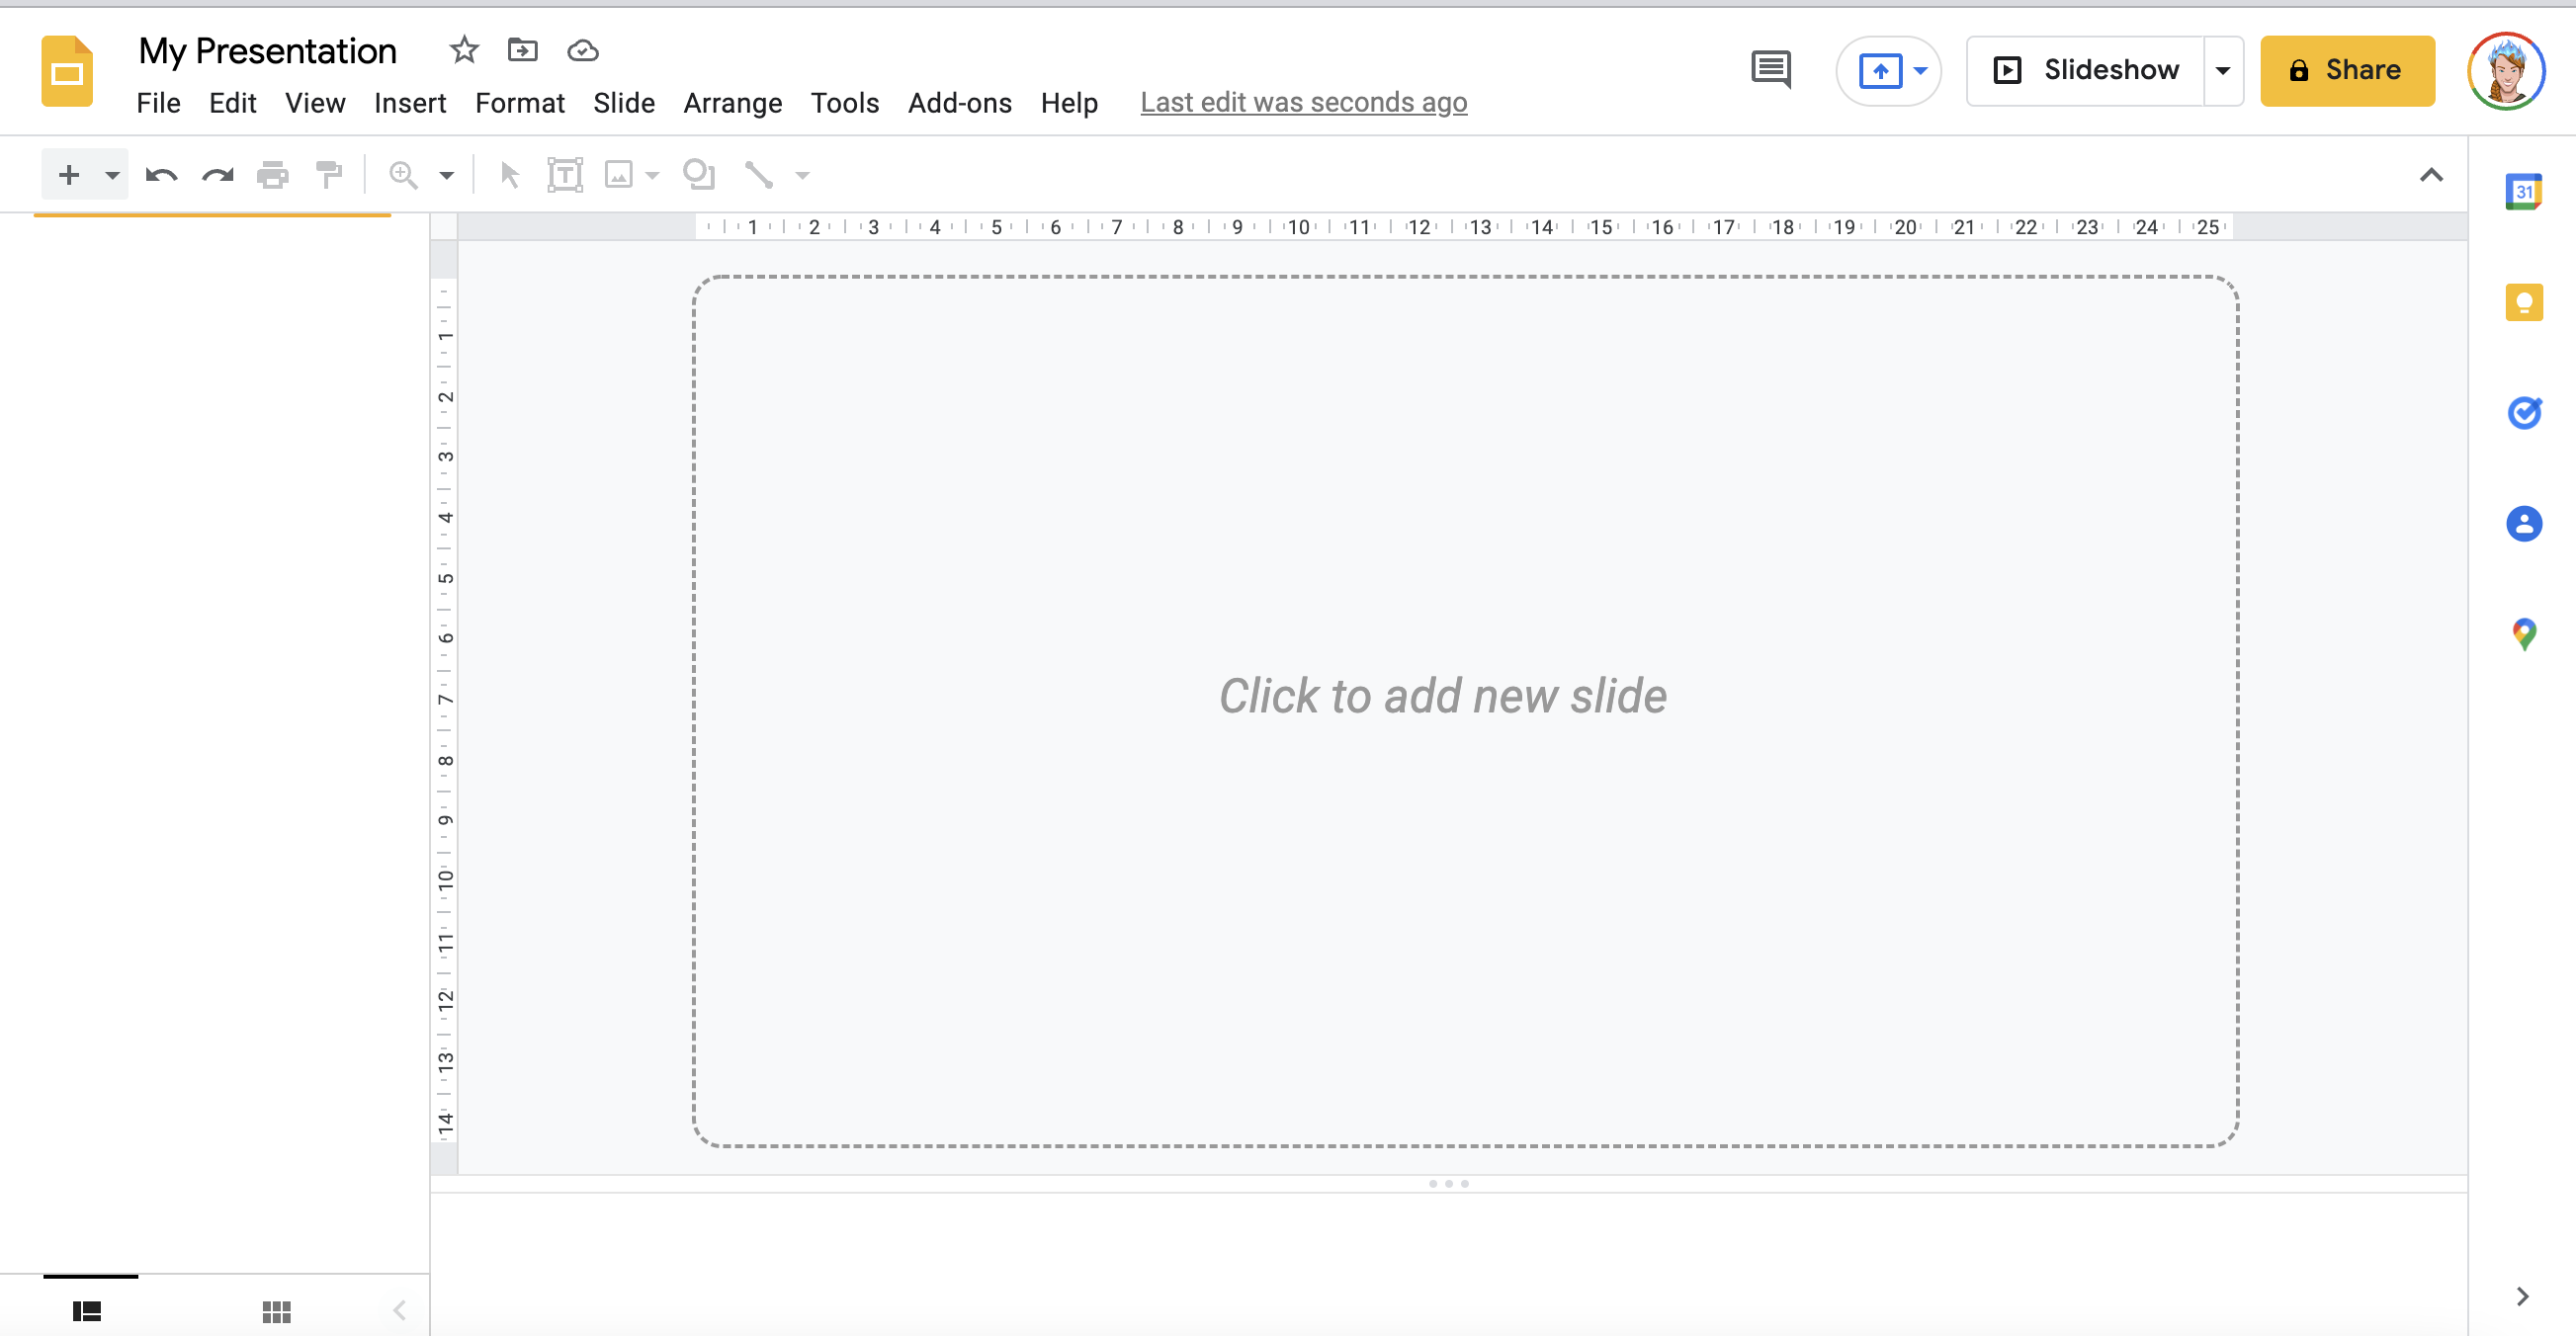 My Presentation
File Edit View Insert Format Slide Arrange Tools Add-ons Help Last edit was seconds ago
Slideshow
Share
31
1 2 3 4 5 6 7 8 9 10 11 12 13 14 15 16 17 18 19 20 21 22 23 24 25
1
2
3
4
5
6
7
8
9
10
11
12
13
14
Click to add new slide